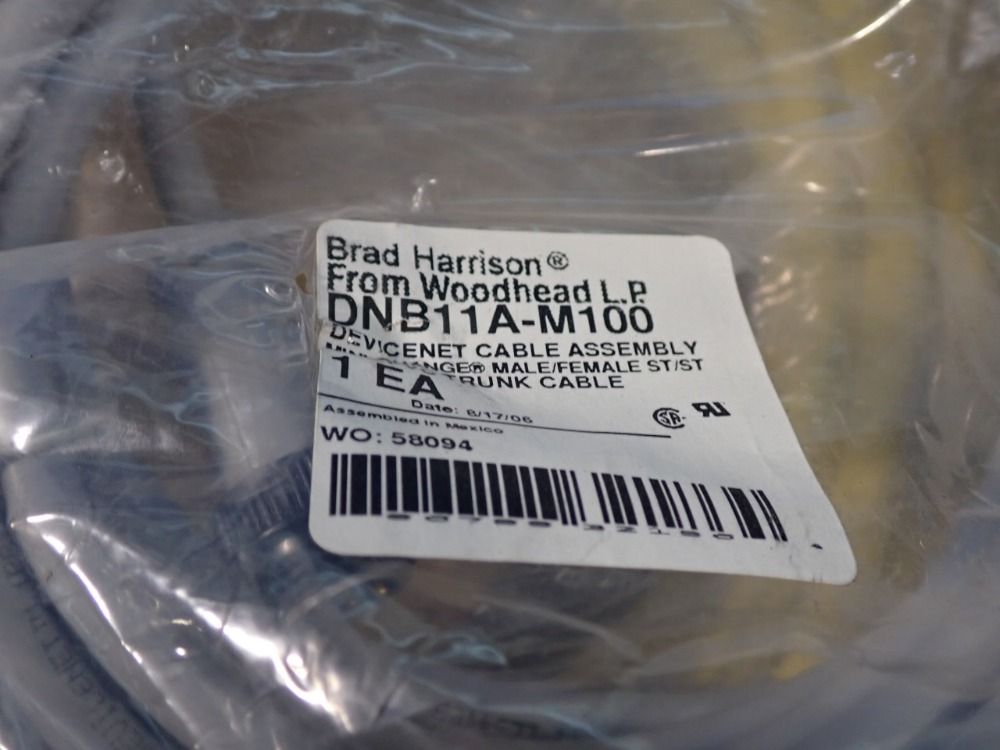 Brad Harrison®
From Woodhead L.P.
DNB11A-M100
DEVICENET CABLE ASSEMBLY
MALE/FEMALE ST/ST
1 EA TRUNK CABLE
Date: 8/17/06
Assembled in Mexico
WO: 58094